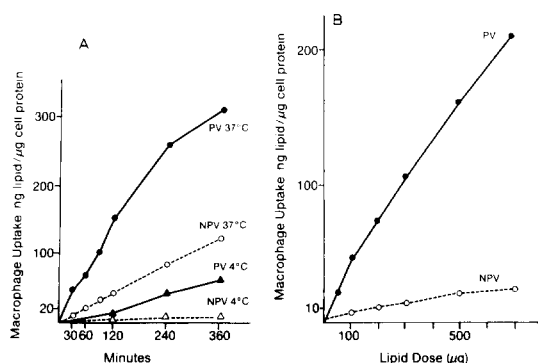 A
Macrophage Uptake ng lipid/µg cell protein
300
200
100
20
PV 37°C
NPV 37°C
PV 4°C
NPV 4°C
30 60 120 240 360
Minutes
B
Macrophage Uptake ng lipid/µg cell protein
200
100
10
PV
NPV
100 500
Lipid Dose (µg)